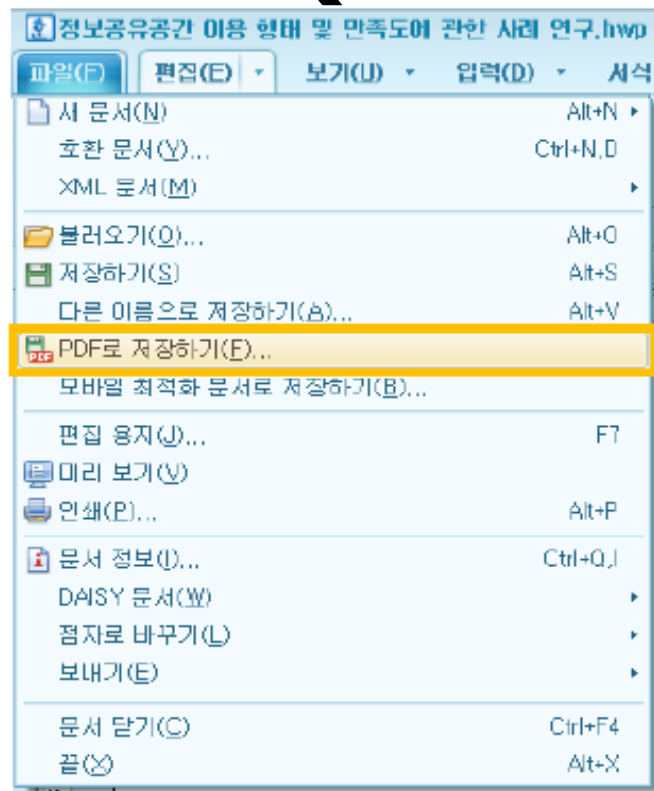 정보공유공간 이용 형태 및 만족도에 관한 사례 연구.hwp
파일(F) 편집(E) 보기(U) 입력(D) 서식
새 문서(N) Alt+N
호환 문서(Y)... Ctrl+N,D
XML 문서(M)
불러오기(O)... Alt+O
저장하기(S) Alt+S
다른 이름으로 저장하기(A)... Alt+V
PDF로 저장하기(F)...
모바일 최적화 문서로 저장하기(B)...
편집 용지(J)... F7
미리 보기(V)
인쇄(P)... Alt+P
문서 정보(I)... Ctrl+Q,I
DAISY 문서(W)
점자로 바꾸기(L)
보내기(E)
문서 닫기(C) Ctrl+F4
끝(X) Alt+X